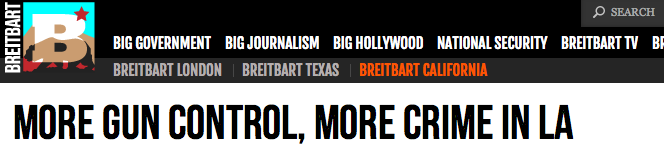 BREITBART
B
SEARCH
BIG GOVERNMENT BIG JOURNALISM BIG HOLLYWOOD NATIONAL SECURITY BREITBART TV
BREITBART LONDON BREITBART TEXAS BREITBART CALIFORNIA
MORE GUN CONTROL, MORE CRIME IN LA